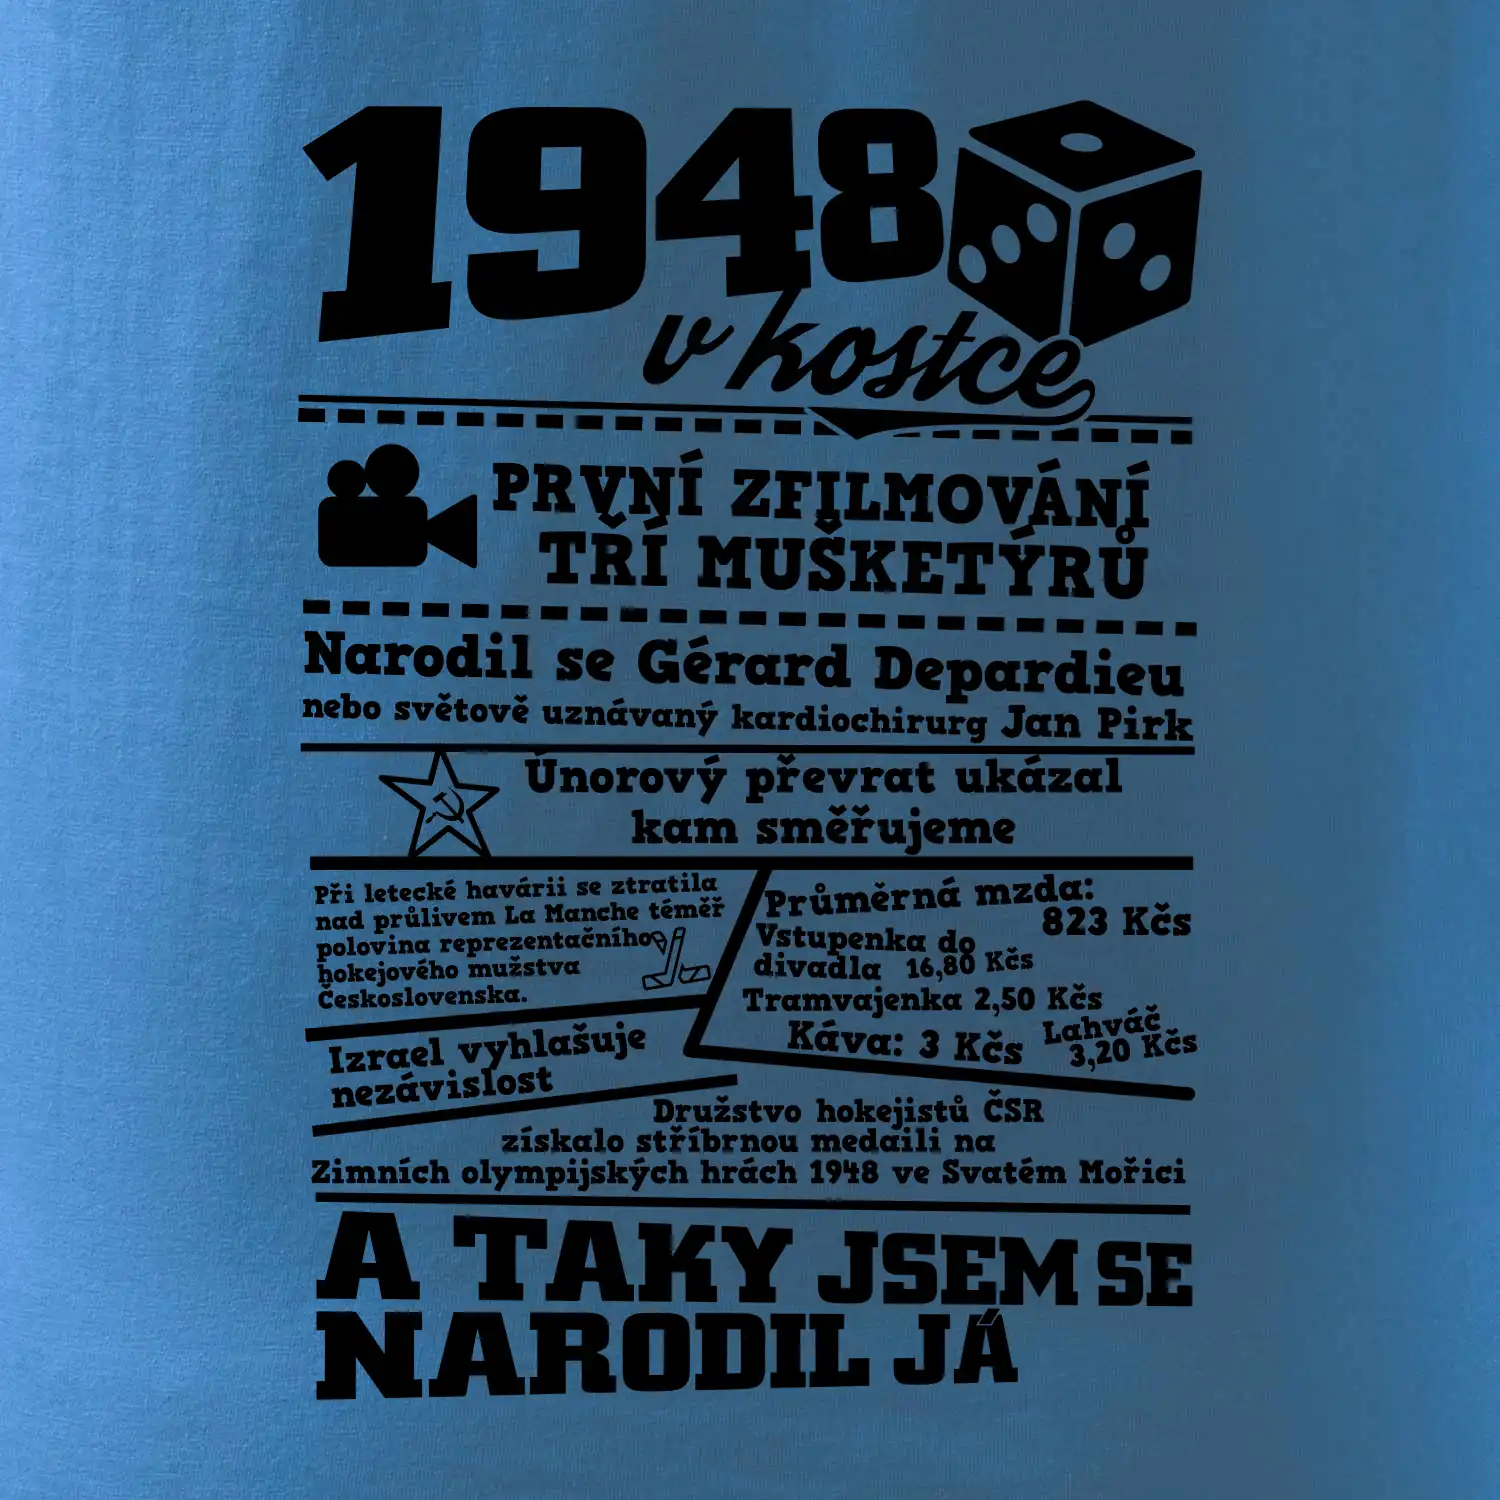 1948
v kostce
PRVNÍ ZFILMOVÁNÍ
TŘÍ MUŠKETÝRŮ
Narodil se Gérard Depardieu
nebo světově uznávaný kardiochirurg Jan Pirk
Únorový převrat ukázal
kam směřujeme
Při letecké havárii se ztratila
nad průlivem La Manche téměř
polovina reprezentačního
hokejového mužstva
Československa.
Průměrná mzda:
823 Kčs
Vstupenka do
divadla 16,80 Kčs
Tramvajenka 2,50 Kčs
Káva: 3 Kčs
Lahváč
3,20 Kčs
Izrael vyhlašuje
nezávislost
Družstvo hokejistů ČSR
získalo stříbrnou medaili na
Zimních olympijských hrách 1948 ve Svatém Mořici
A TAKY JSEM SE
NARODIL JÁ